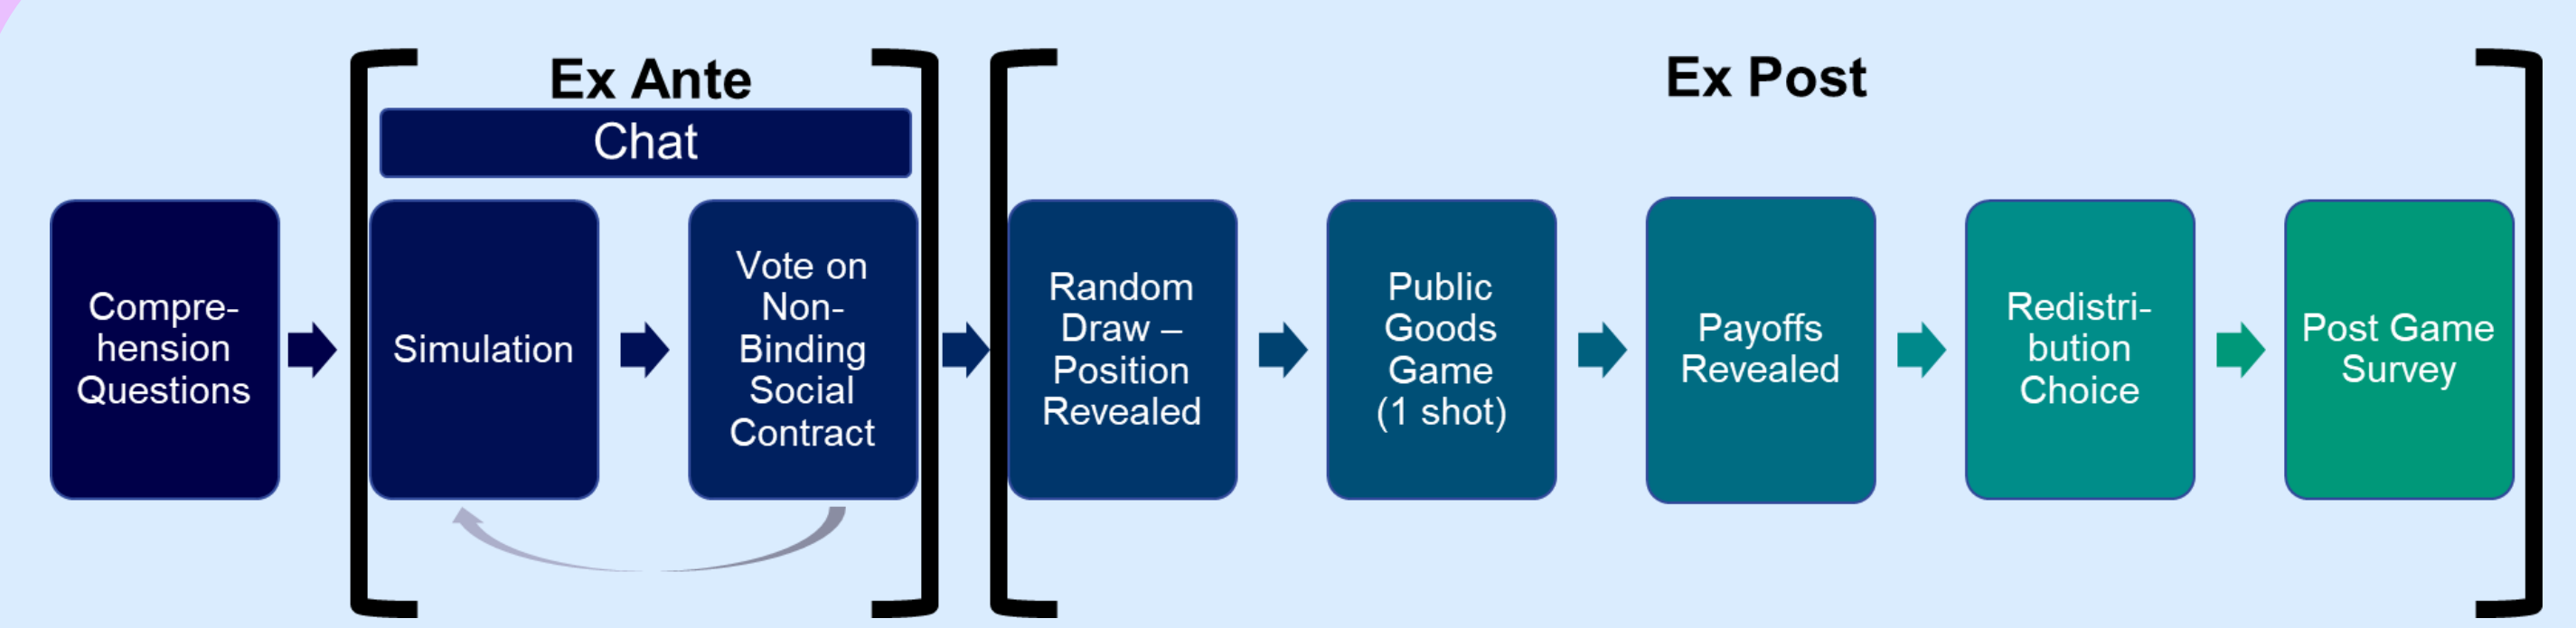 Ex Ante
Chat
Ex Post
Compre-
hension
Questions
Simulation
Vote on
Non-
Binding
Social
Contract
Random
Draw –
Position
Revealed
Public
Goods
Game
(1 shot)
Payoffs
Revealed
Redistri-
bution
Choice
Post Game
Survey